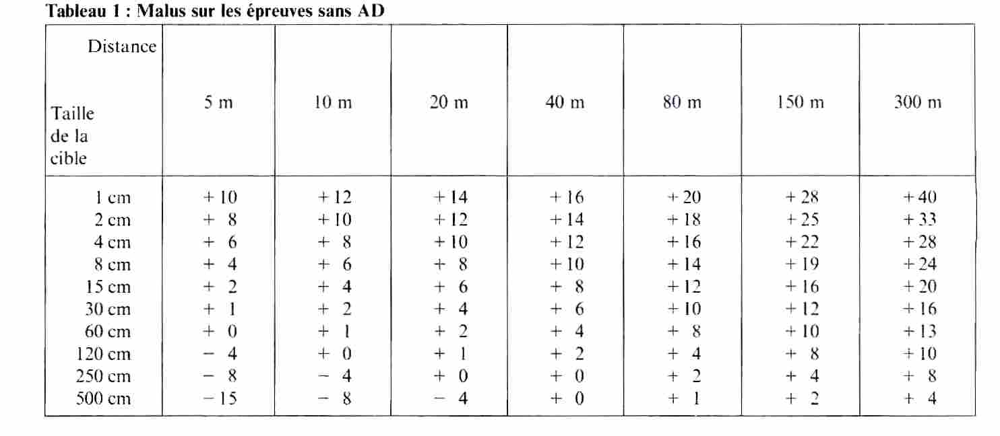 Tableau 1 : Malus sur les épreuves sans AD
Distance
Taille
de la
cible
5 m 10 m 20 m 40 m 80 m 150 m 300 m
1 cm + 10 + 12 + 14 + 16 + 20 + 28 + 40
2 cm + 8 + 10 + 12 + 14 + 18 + 25 + 33
4 cm + 6 + 8 + 10 + 12 + 16 + 22 + 28
8 cm + 4 + 6 + 8 + 10 + 14 + 19 + 24
15 cm + 2 + 4 + 6 + 8 + 12 + 16 + 20
30 cm + 1 + 2 + 4 + 6 + 10 + 12 + 16
60 cm + 0 + 1 + 2 + 4 + 8 + 10 + 13
120 cm − 4 + 0 + 1 + 2 + 4 + 8 + 10
250 cm − 8 − 4 + 0 + 0 + 2 + 4 + 8
500 cm − 15 − 8 − 4 + 0 + 1 + 2 + 4